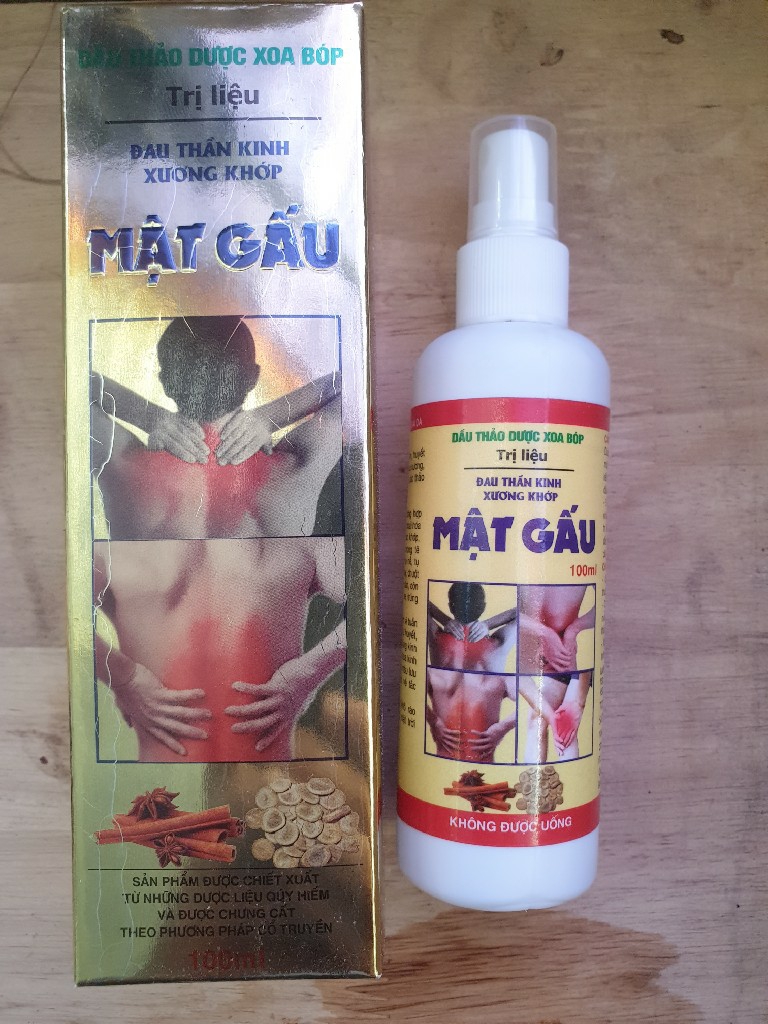 DẦU THẢO DƯỢC XOA BÓP
Trị liệu
ĐAU THẦN KINH
XƯƠNG KHỚP
MẬT GẤU
SẢN PHẨM ĐƯỢC CHIẾT XUẤT
TỪ NHỮNG DƯỢC LIỆU QÚY HIẾM
VÀ ĐƯỢC CHƯNG CẤT
THEO PHƯƠNG PHÁP CỔ TRUYỀN
100ml
DẦU THẢO DƯỢC XOA BÓP
Trị liệu
ĐAU THẦN KINH
XƯƠNG KHỚP
MẬT GẤU
100ml
KHÔNG ĐƯỢC UỐNG